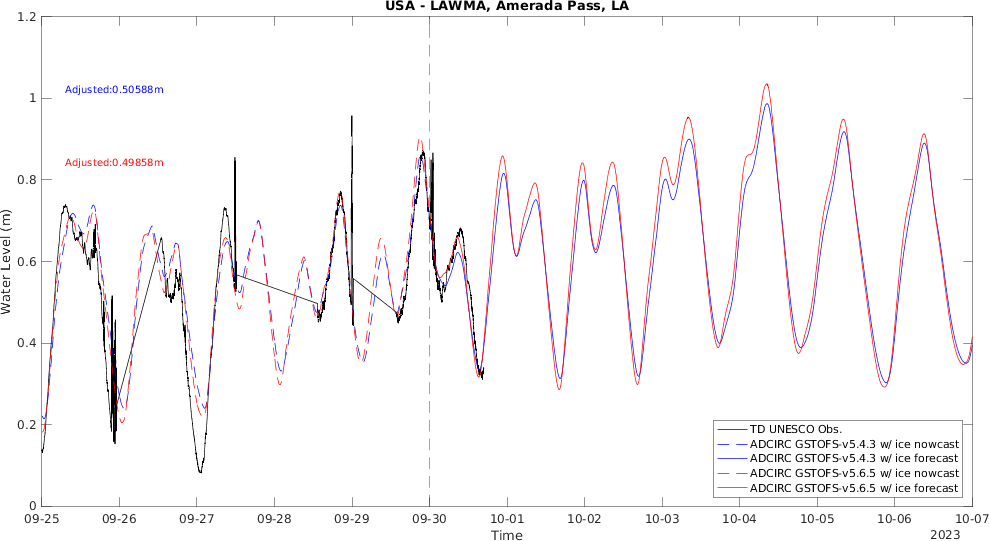 USA - LAWMA, Amerada Pass, LA
1.2
1
0.8
0.6
0.4
0.2
0
Water Level (m)
Adjusted:0.50588m
Adjusted:0.49858m
TD UNESCO Obs.
ADCIRC GSTOFS-v5.4.3 w/ ice nowcast
ADCIRC GSTOFS-v5.4.3 w/ ice forecast
ADCIRC GSTOFS-v5.6.5 w/ ice nowcast
ADCIRC GSTOFS-v5.6.5 w/ ice forecast
09-25 09-26 09-27 09-28 09-29 09-30 10-01 10-02 10-03 10-04 10-05 10-06 10-07
Time
2023